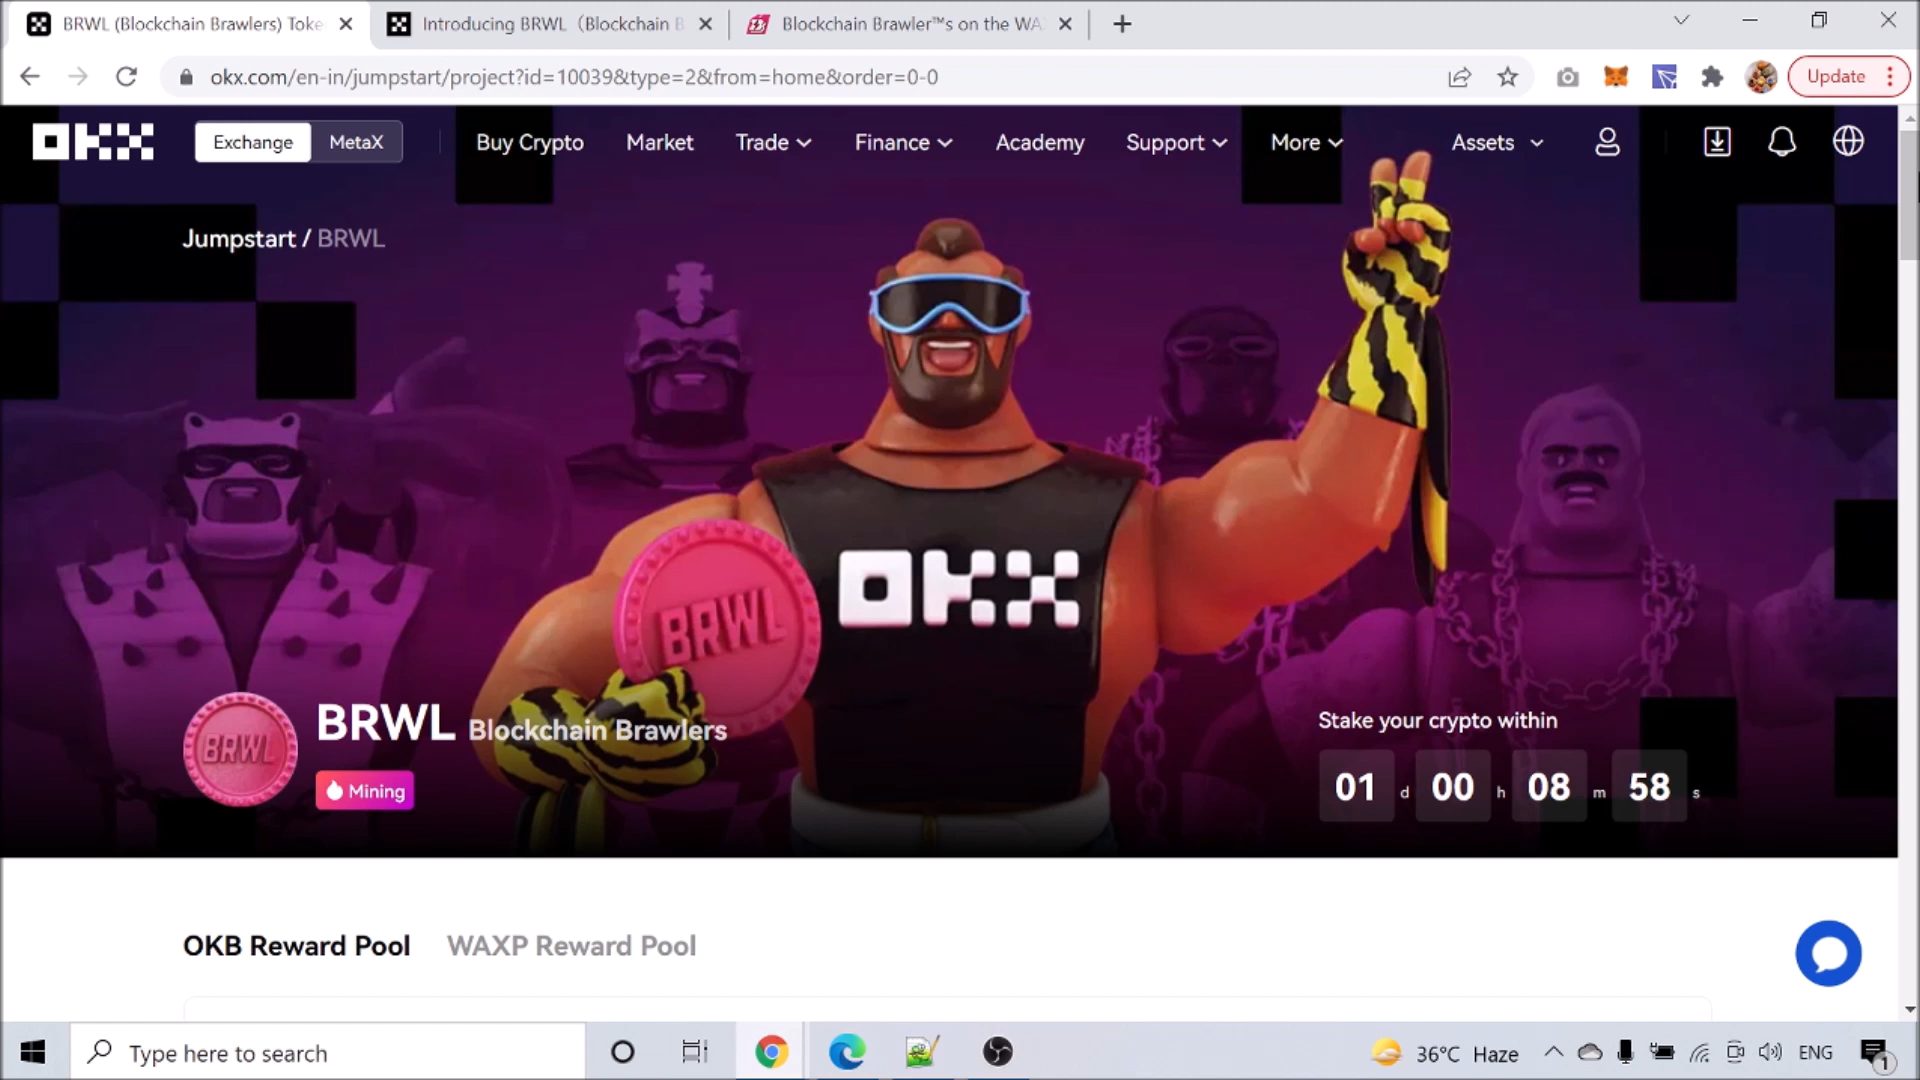 BRWL (Blockchain Brawlers) Toke
Introducing BRWL（Blockchain B
Blockchain Brawler™s on the WA
okx.com/en-in/jumpstart/project?id=10039&type=2&from=home&order=0-0
Update
OKX
Exchange
MetaX
Buy Crypto
Market
Trade
Finance
Academy
Support
More
Assets
Jumpstart / BRWL
BRWL
OKX
BRWL
BRWL Blockchain Brawlers
Mining
Stake your crypto within
01 d 00 h 08 m 58 s
OKB Reward Pool
WAXP Reward Pool
Type here to search
36°C Haze
ENG
1